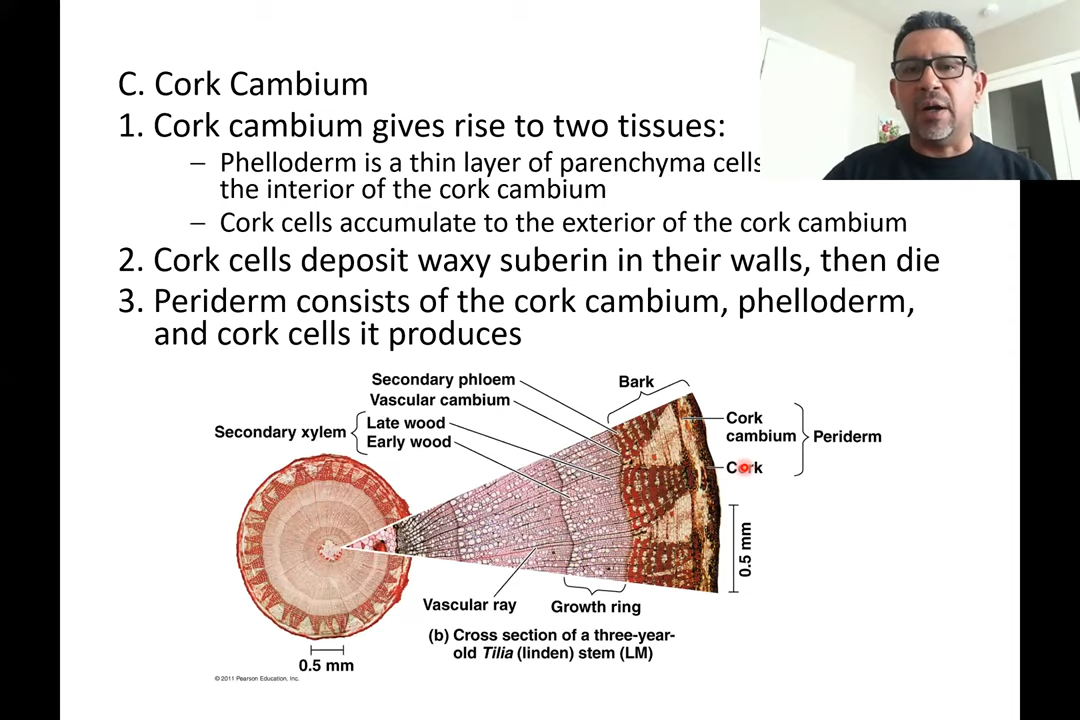 C. Cork Cambium
1. Cork cambium gives rise to two tissues:
– Phelloderm is a thin layer of parenchyma cells
the interior of the cork cambium
– Cork cells accumulate to the exterior of the cork cambium
2. Cork cells deposit waxy suberin in their walls, then die
3. Periderm consists of the cork cambium, phelloderm,
and cork cells it produces
Secondary phloem
Vascular cambium
Late wood
Early wood
Secondary xylem
Bark
Cork
cambium
Periderm
Cork
0.5 mm
Vascular ray
Growth ring
(b) Cross section of a three-year-
old Tilia (linden) stem (LM)
0.5 mm
© 2011 Pearson Education, Inc.